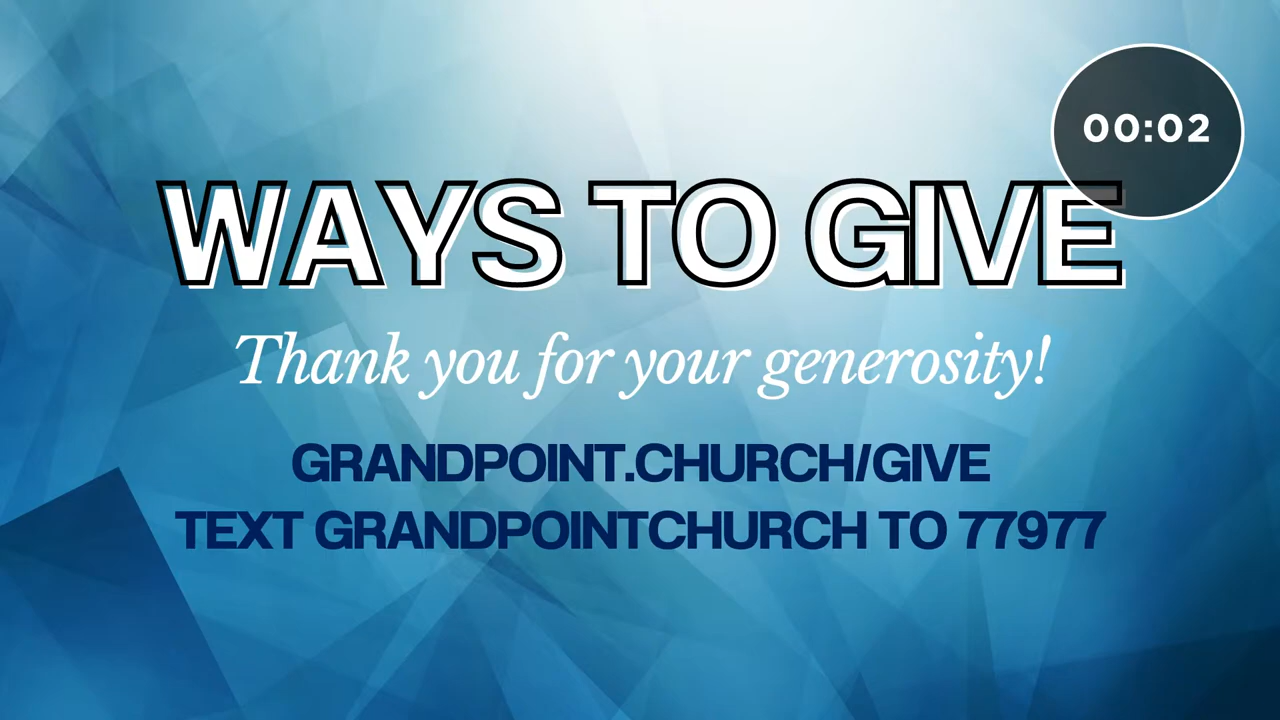 00:02
WAYS TO GIVE
Thank you for your generosity!
GRANDPOINT.CHURCH/GIVE
TEXT GRANDPOINTCHURCH TO 77977